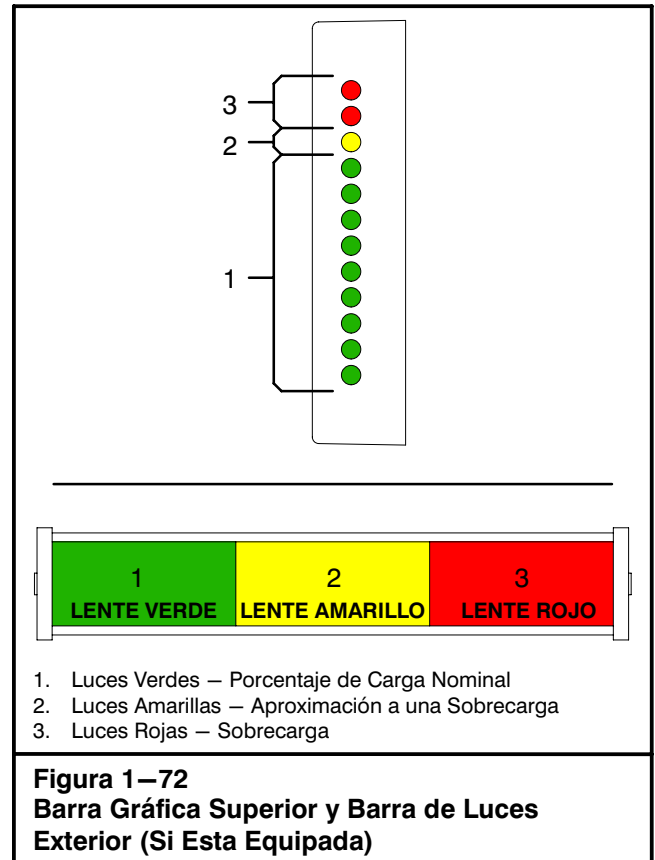 3
2
1
1
LENTE VERDE
2
LENTE AMARILLO
3
LENTE ROJO
1. Luces Verdes — Porcentaje de Carga Nominal
2. Luces Amarillas — Aproximación a una Sobrecarga
3. Luces Rojas — Sobrecarga
Figura 1—72
Barra Gráfica Superior y Barra de Luces
Exterior (Si Esta Equipada)